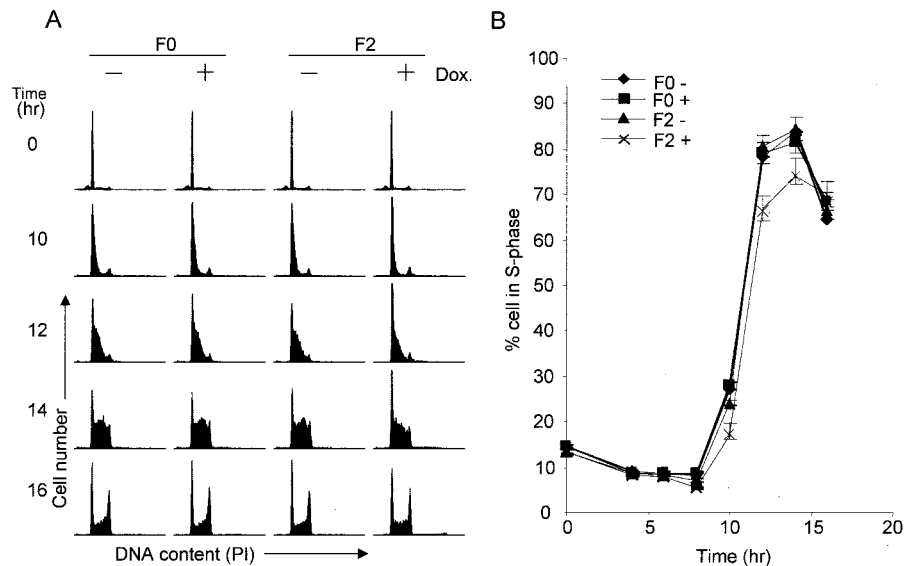 A
F0 F2
− + − + Dox.
Time
(hr)
0
10
12
14
16
Cell number
DNA content (PI)
B
100
90
80
70
60
50
40
30
20
10
0
% cell in S-phase
F0 -
F0 +
F2 -
F2 +
0 5 10 15 20
Time (hr)